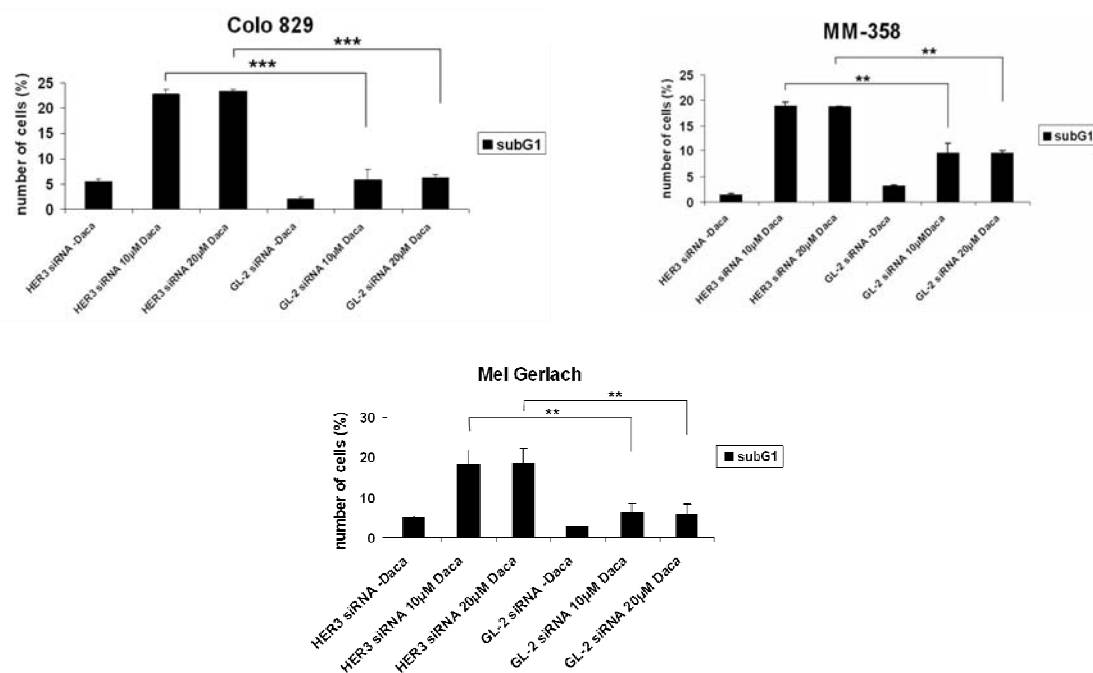 Colo 829
***
***
number of cells (%)
25
20
15
10
5
0
subG1
HER3 siRNA -Daca
HER3 siRNA 10µM Daca
HER3 siRNA 20µM Daca
GL-2 siRNA -Daca
GL-2 siRNA 10µM Daca
GL-2 siRNA 20µM Daca
MM-358
**
**
number of cells (%)
25
20
15
10
5
0
subG1
HER3 siRNA -Daca
HER3 siRNA 10µM Daca
HER3 siRNA 20µM Daca
GL-2 siRNA -Daca
GL-2 siRNA 10µMDaca
GL-2 siRNA 20µM Daca
Mel Gerlach
**
**
number of cells (%)
30
20
10
0
subG1
HER3 siRNA -Daca
HER3 siRNA 10µM Daca
HER3 siRNA 20µM Daca
GL-2 siRNA -Daca
GL-2 siRNA 10µM Daca
GL-2 siRNA 20µM Daca